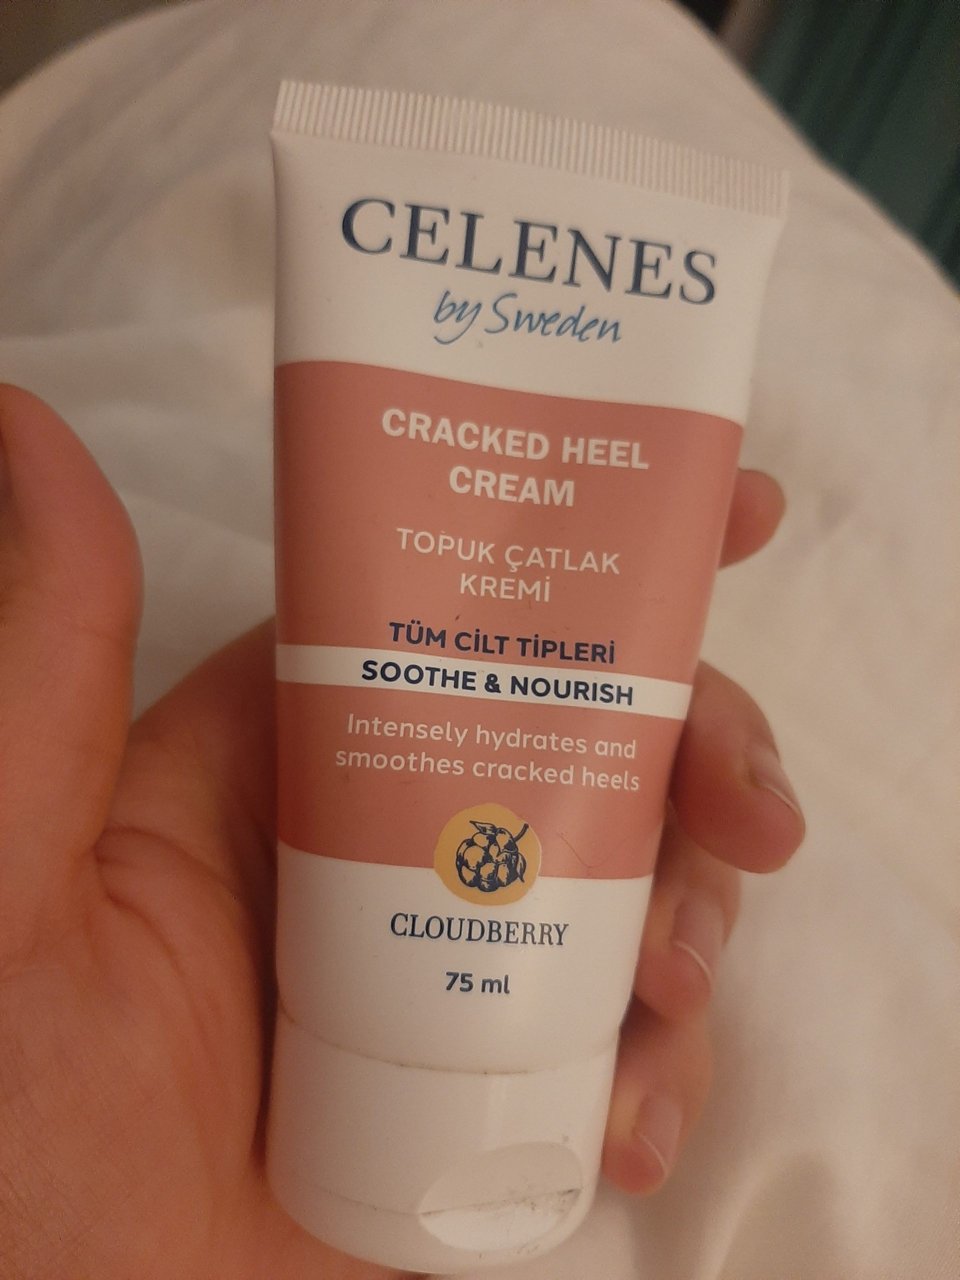 CELENES
by Sweden
CRACKED HEEL
CREAM
TOPUK ÇATLAK
KREMİ
TÜM CİLT TİPLERİ
SOOTHE & NOURISH
Intensely hydrates and
smoothes cracked heels
CLOUDBERRY
75 ml